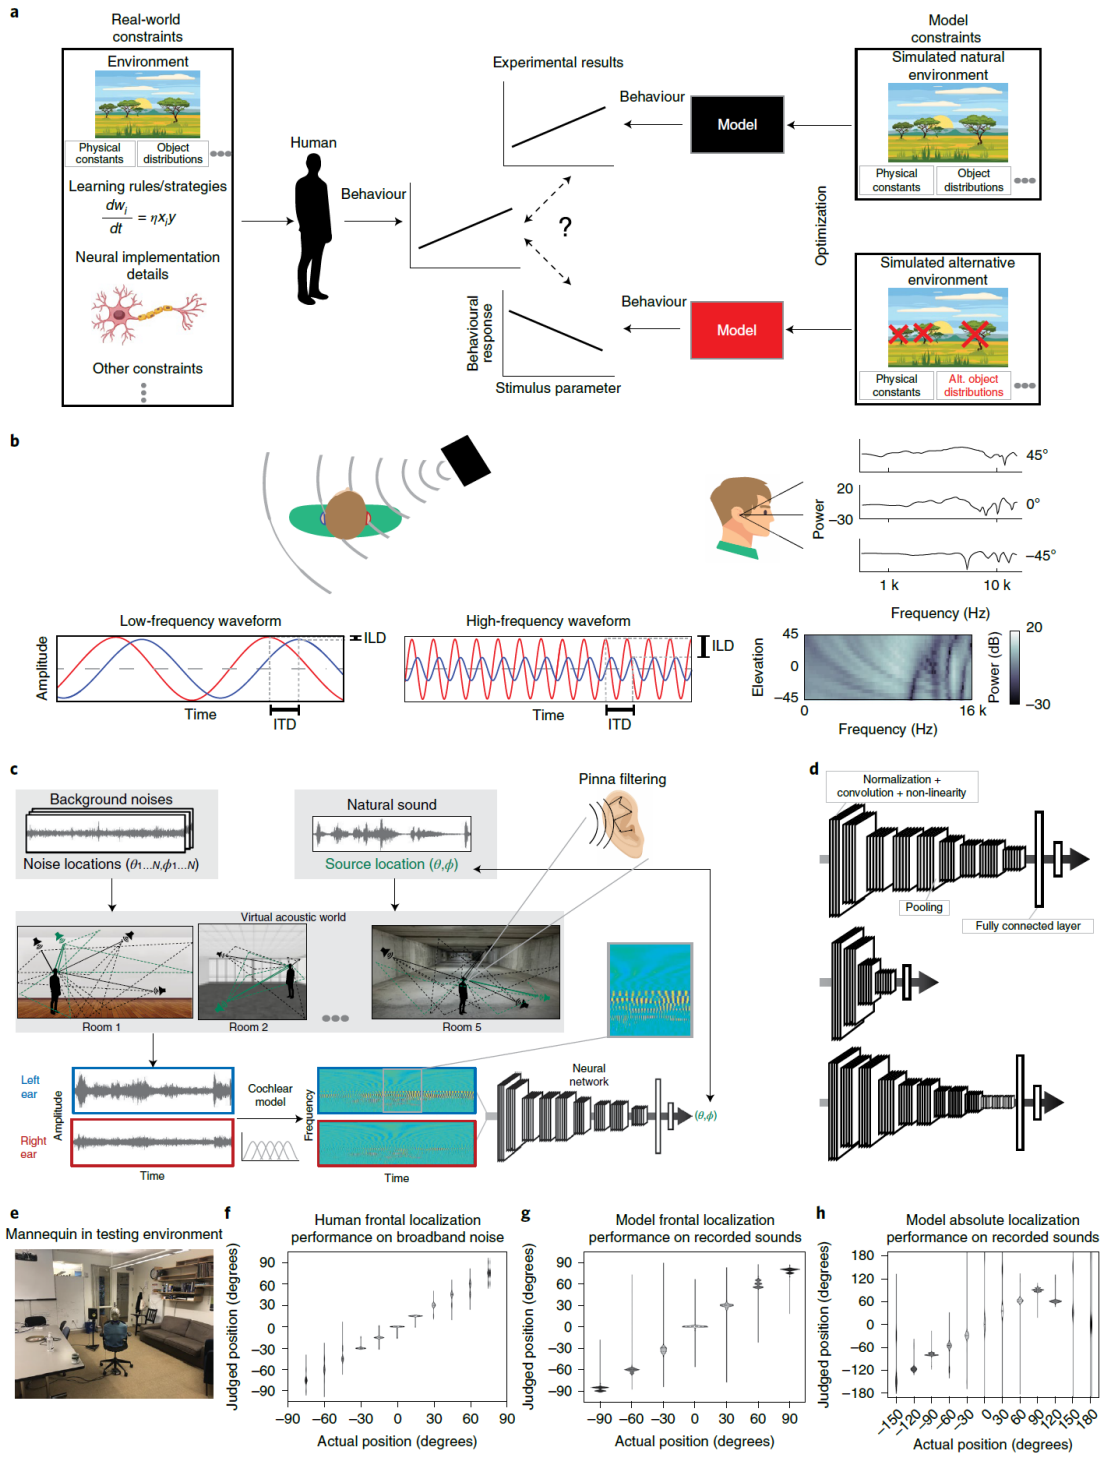 a
Real-world
constraints
Environment
Physical
constants
Object
distributions
Learning rules/strategies
dwᵢ
dt
= ηxᵢy
Neural implementation
details
Other constraints
Human
Behaviour
Experimental results
Behaviour
Model
?
Behavioural
response
Stimulus parameter
Behaviour
Model
Optimization
Model
constraints
Simulated natural
environment
Physical
constants
Object
distributions
Simulated alternative
environment
Physical
constants
Alt. object
distributions
b
Low-frequency waveform
Amplitude
Time
ILD
ITD
High-frequency waveform
Time
ILD
ITD
Power
20
−30
45°
0°
−45°
1 k
10 k
Frequency (Hz)
Elevation
45
0
−45
0
16 k
Frequency (Hz)
Power (dB)
20
−30
c
Background noises
Noise locations (θ1...N,ϕ1...N)
Natural sound
Source location (θ,ϕ)
Pinna filtering
Virtual acoustic world
Room 1
Room 2
Room 5
Left
ear
Right
ear
Amplitude
Time
Cochlear
model
Frequency
Time
Neural
network
(θ,ϕ)
d
Normalization +
convolution + non-linearity
Pooling
Fully connected layer
e
Mannequin in testing environment
f
Human frontal localization
performance on broadband noise
Judged position (degrees)
90
60
30
0
−30
−60
−90
−90
−60
−30
0
30
60
90
Actual position (degrees)
g
Model frontal localization
performance on recorded sounds
Judged position (degrees)
90
60
30
0
−30
−60
−90
−90
−60
−30
0
30
60
90
Actual position (degrees)
h
Model absolute localization
performance on recorded sounds
Judged position (degrees)
180
120
60
0
−60
−120
−180
−150
−120
−90
−60
−30
0
30
60
90
120
150
180
Actual position (degrees)